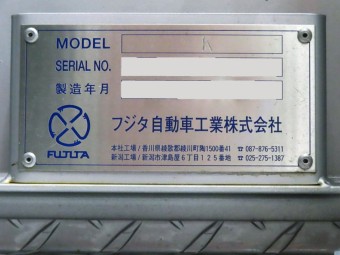 MODEL K
SERIAL NO.
製造年月
フジタ自動車工業株式会社
FUJITA
本社工場/香川県綾歌郡綾川町陶1500番41 ☎087-876-5311
新潟工場/新潟市津島屋6丁目125番地 ☎025-275-1387